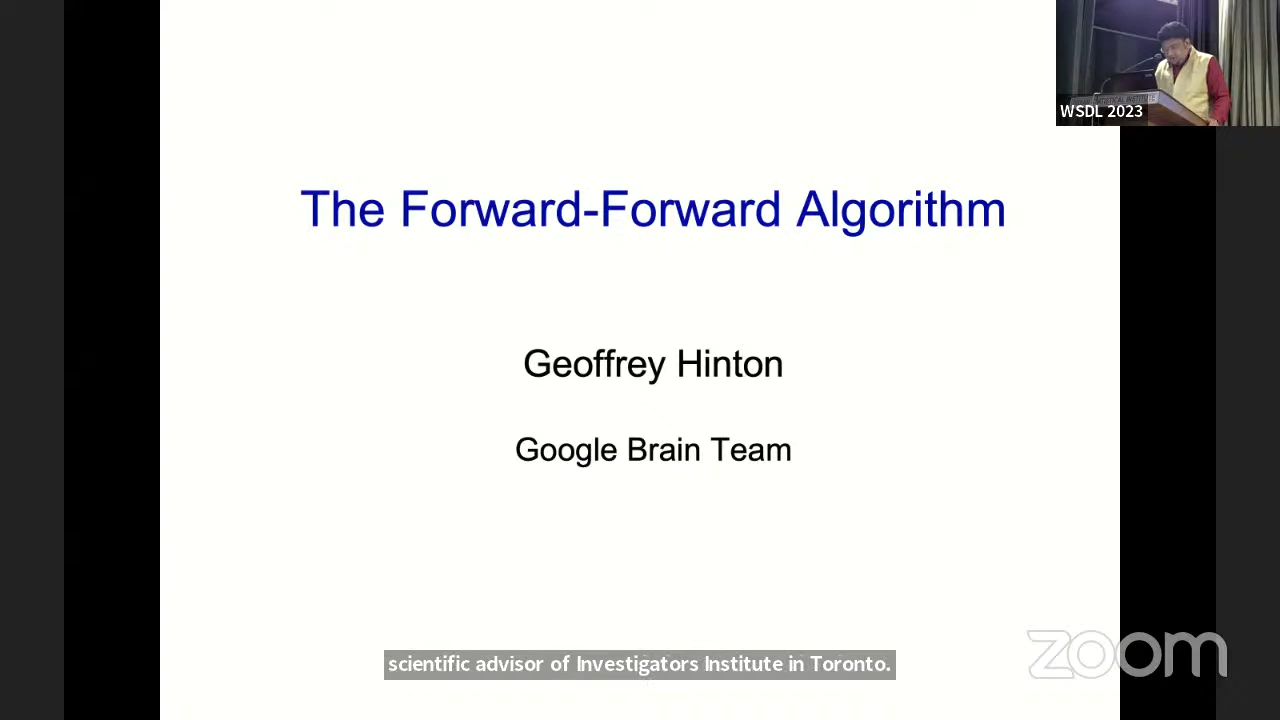 WSDL 2023
The Forward-Forward Algorithm
Geoffrey Hinton
Google Brain Team
scientific advisor of Investigators Institute in Toronto.
zoom